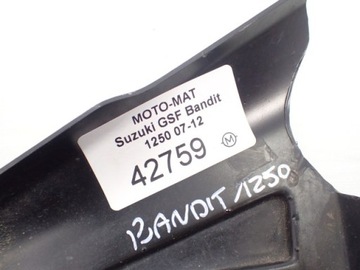 MOTO-MAT
Suzuki GSF Bandit
1250 07-12
42759
M
BANDIT/1250